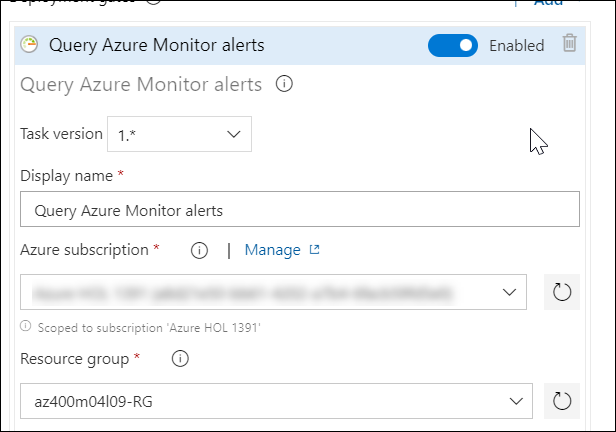 Deployment gates Add
Query Azure Monitor alerts Enabled
Query Azure Monitor alerts
Task version 1.*
Display name *
Query Azure Monitor alerts
Azure subscription * | Manage
Scoped to subscription 'Azure HOL 1391'
Resource group *
az400m04l09-RG